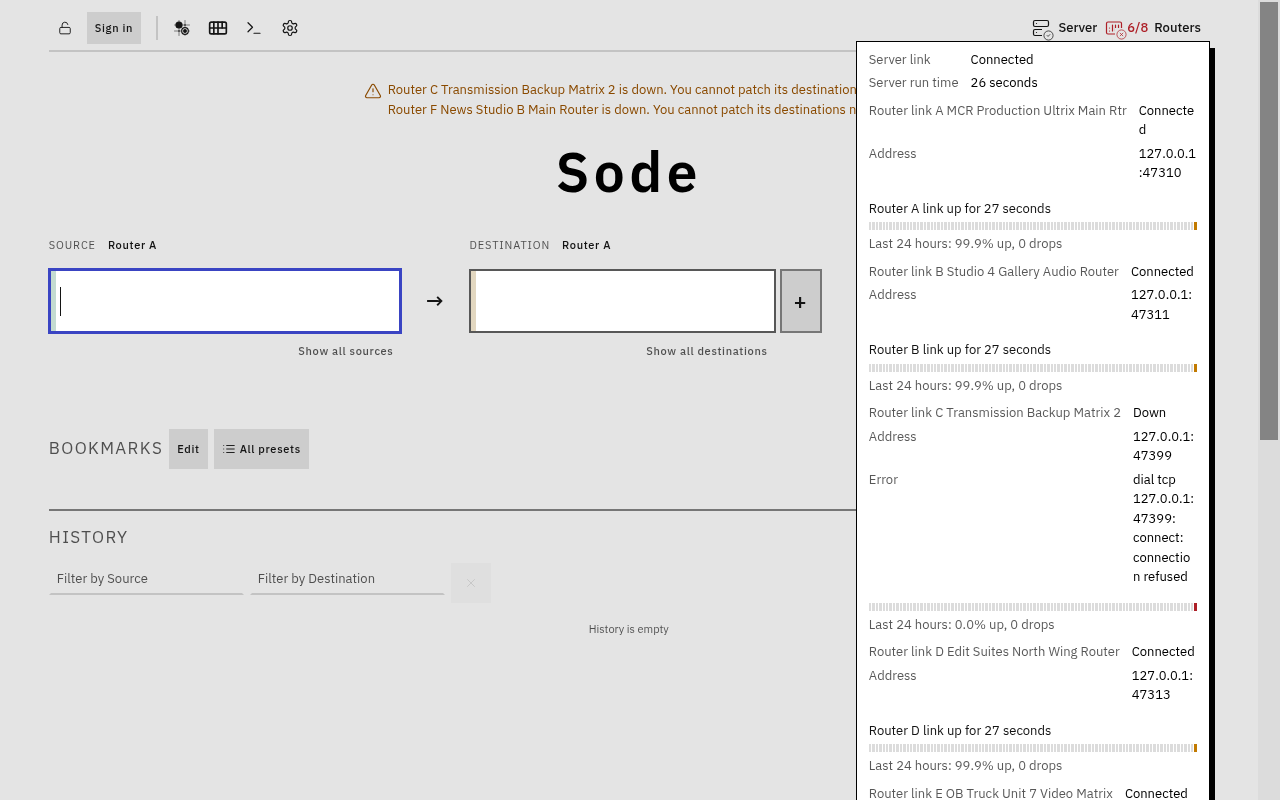 Sign in
Server
6/8 Routers
Router C Transmission Backup Matrix 2 is down. You cannot patch its destination
Router F News Studio B Main Router is down. You cannot patch its destinations n
Sode
SOURCE Router A
DESTINATION Router A
→
+
Show all sources
Show all destinations
BOOKMARKS
Edit
All presets
HISTORY
Filter by Source
Filter by Destination
×
History is empty
Server link Connected
Server run time 26 seconds
Router link A MCR Production Ultrix Main Rtr Connecte
d
Address 127.0.0.1
:47310
Router A link up for 27 seconds
Last 24 hours: 99.9% up, 0 drops
Router link B Studio 4 Gallery Audio Router Connected
Address 127.0.0.1:
47311
Router B link up for 27 seconds
Last 24 hours: 99.9% up, 0 drops
Router link C Transmission Backup Matrix 2 Down
Address 127.0.0.1:
47399
Error dial tcp
127.0.0.1:
47399:
connect:
connectio
n refused
Last 24 hours: 0.0% up, 0 drops
Router link D Edit Suites North Wing Router Connected
Address 127.0.0.1:
47313
Router D link up for 27 seconds
Last 24 hours: 99.9% up, 0 drops
Router link E OB Truck Unit 7 Video Matrix Connected